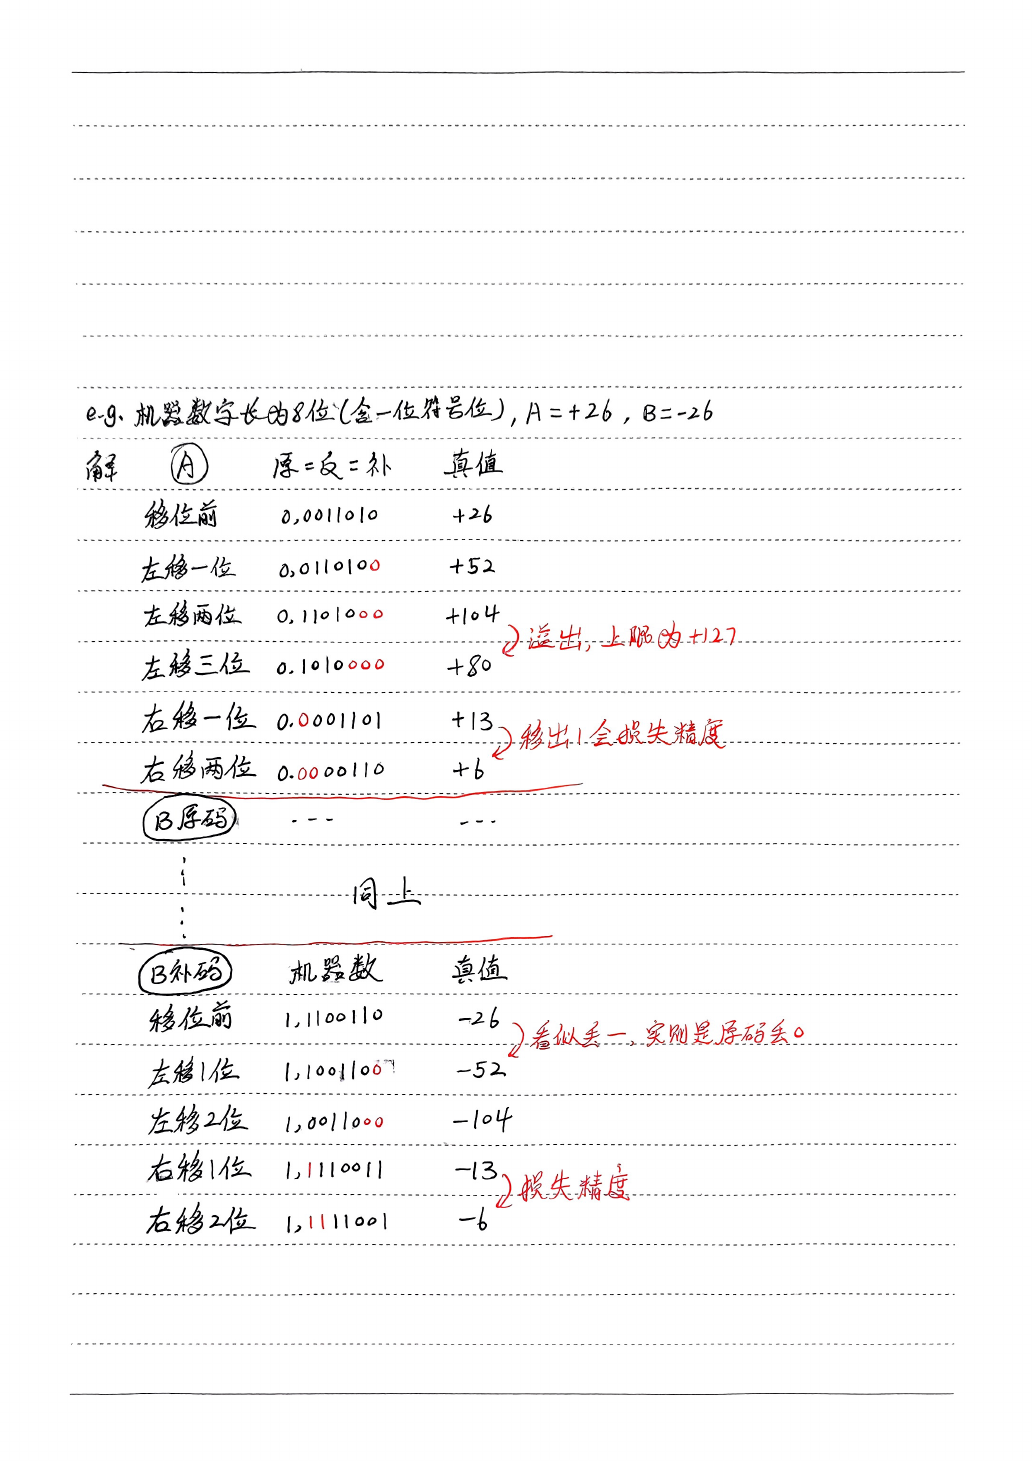 e.g. 机器数字长为8位(含一位符号位), A=+26, B=-26
解 A 原=反=补 真值
移位前 0,0011010 +26
左移一位 0,0110100 +52
左移两位 0,1101000 +104
溢出, 上限为+127
左移三位 0.1010000 +80
右移一位 0.0001101 +13
移出1会损失精度
右移两位 0.0000110 +6
B原码 --- ---
同上
B补码 机器数 真值
移位前 1,1100110 -26
看似丢一, 实则是原码丢0
左移1位 1,1001100 -52
左移2位 1,0011000 -104
右移1位 1,1110011 -13
损失精度
右移2位 1,1111001 -6